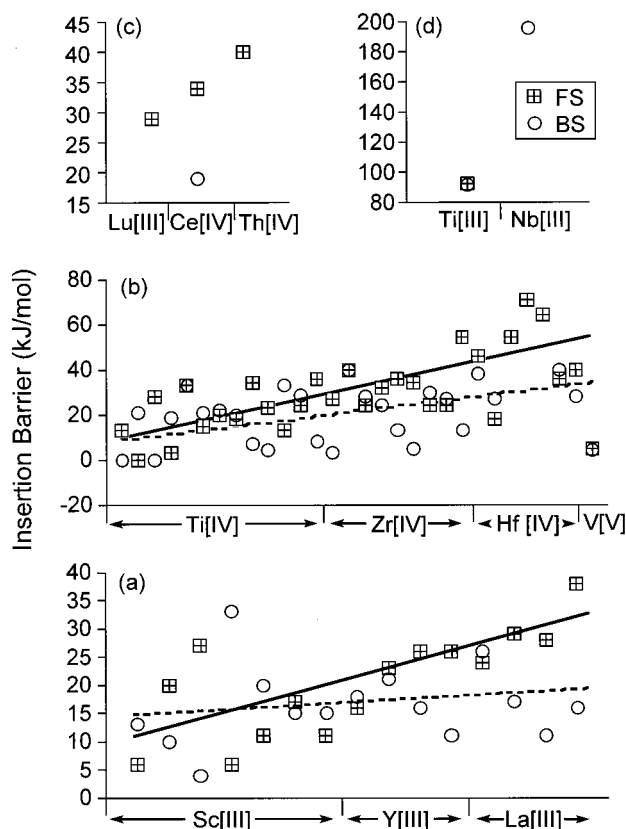 (c)
45
40
35
30
25
20
15
Lu[III] Ce[IV] Th[IV]
(d)
200
180
160
140
120
100
80
FS
BS
Ti[III] Nb[III]
Insertion Barrier (kJ/mol)
(b)
80
60
40
20
0
-20
Ti[IV] Zr[IV] Hf [IV] V[V]
(a)
40
35
30
25
20
15
10
5
0
Sc[III] Y[III] La[III]